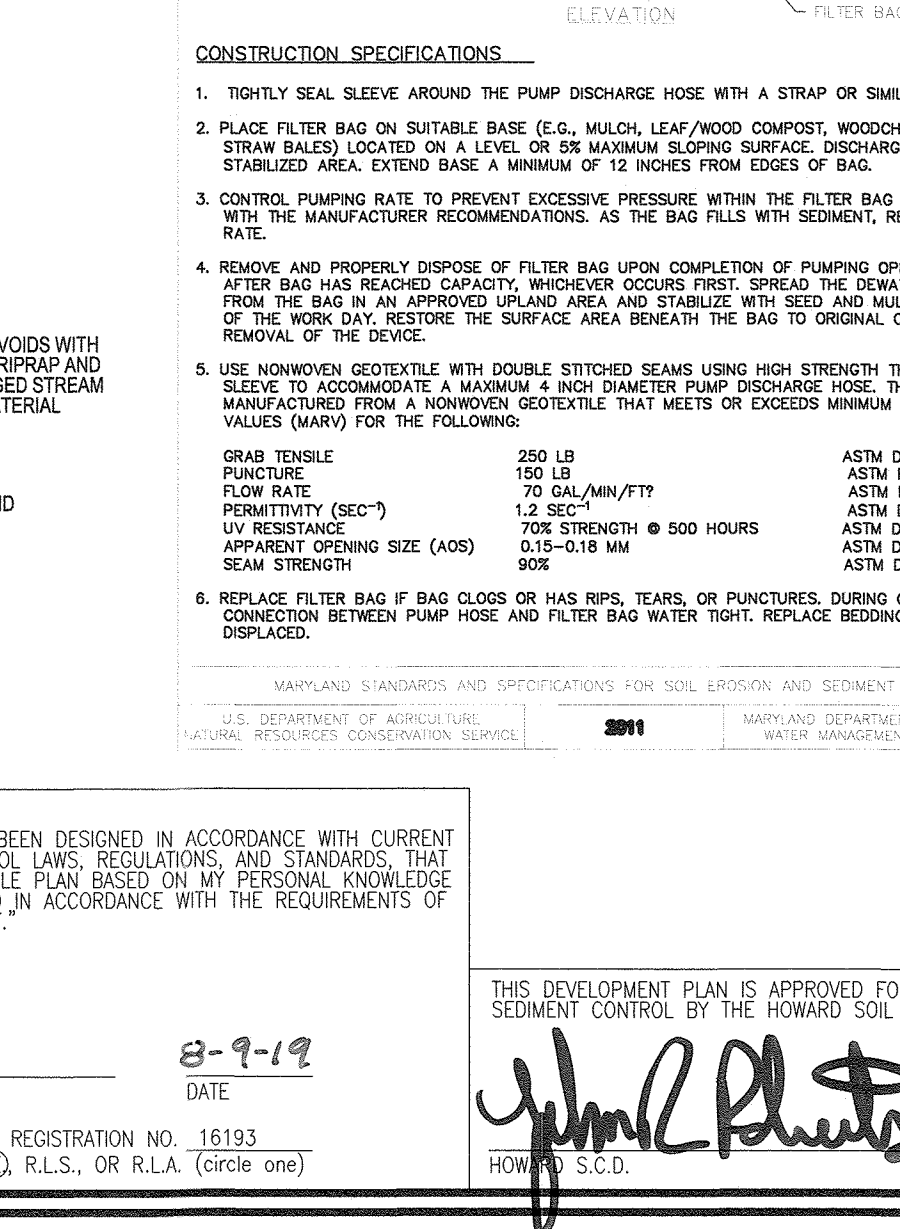 ELEVATION
FILTER BAG
CONSTRUCTION SPECIFICATIONS
1. TIGHTLY SEAL SLEEVE AROUND THE PUMP DISCHARGE HOSE WITH A STRAP OR SIMIL
2. PLACE FILTER BAG ON SUITABLE BASE (E.G., MULCH, LEAF/WOOD COMPOST, WOODCH
STRAW BALES) LOCATED ON A LEVEL OR 5% MAXIMUM SLOPING SURFACE. DISCHARG
STABILIZED AREA. EXTEND BASE A MINIMUM OF 12 INCHES FROM EDGES OF BAG.
3. CONTROL PUMPING RATE TO PREVENT EXCESSIVE PRESSURE WITHIN THE FILTER BAG
WITH THE MANUFACTURER RECOMMENDATIONS. AS THE BAG FILLS WITH SEDIMENT, RE
RATE.
4. REMOVE AND PROPERLY DISPOSE OF FILTER BAG UPON COMPLETION OF PUMPING OP
AFTER BAG HAS REACHED CAPACITY, WHICHEVER OCCURS FIRST. SPREAD THE DEWA
FROM THE BAG IN AN APPROVED UPLAND AREA AND STABILIZE WITH SEED AND MUL
OF THE WORK DAY. RESTORE THE SURFACE AREA BENEATH THE BAG TO ORIGINAL C
REMOVAL OF THE DEVICE.
5. USE NONWOVEN GEOTEXTILE WITH DOUBLE STITCHED SEAMS USING HIGH STRENGTH T
SLEEVE TO ACCOMMODATE A MAXIMUM 4 INCH DIAMETER PUMP DISCHARGE HOSE. TH
MANUFACTURED FROM A NONWOVEN GEOTEXTILE THAT MEETS OR EXCEEDS MINIMUM
VALUES (MARV) FOR THE FOLLOWING:
GRAB TENSILE 250 LB ASTM D
PUNCTURE 150 LB ASTM
FLOW RATE 70 GAL/MIN/FT? ASTM
PERMITTIVITY (SEC⁻¹) 1.2 SEC⁻¹ ASTM
UV RESISTANCE 70% STRENGTH @ 500 HOURS ASTM D
APPARENT OPENING SIZE (AOS) 0.15–0.18 MM ASTM D
SEAM STRENGTH 90% ASTM D
6. REPLACE FILTER BAG IF BAG CLOGS OR HAS RIPS, TEARS, OR PUNCTURES. DURING
CONNECTION BETWEEN PUMP HOSE AND FILTER BAG WATER TIGHT. REPLACE BEDDING
DISPLACED.
VOIDS WITH
RIPRAP AND
GED STREAM
TERIAL
ID
MARYLAND STANDARDS AND SPECIFICATIONS FOR SOIL EROSION AND SEDIMENT
U.S. DEPARTMENT OF AGRICULTURE
NATURAL RESOURCES CONSERVATION SERVICE
2011
MARYLAND DEPARTME
WATER MANAGEMEN
BEEN DESIGNED IN ACCORDANCE WITH CURRENT
OL LAWS, REGULATIONS, AND STANDARDS, THAT
LE PLAN BASED ON MY PERSONAL KNOWLEDGE
IN ACCORDANCE WITH THE REQUIREMENTS OF
."
8-9-19
DATE
REGISTRATION NO. 16193
), R.L.S., OR R.L.A. (circle one)
THIS DEVELOPMENT PLAN IS APPROVED FO
SEDIMENT CONTROL BY THE HOWARD SOIL
John R Roberts
HOWARD S.C.D.